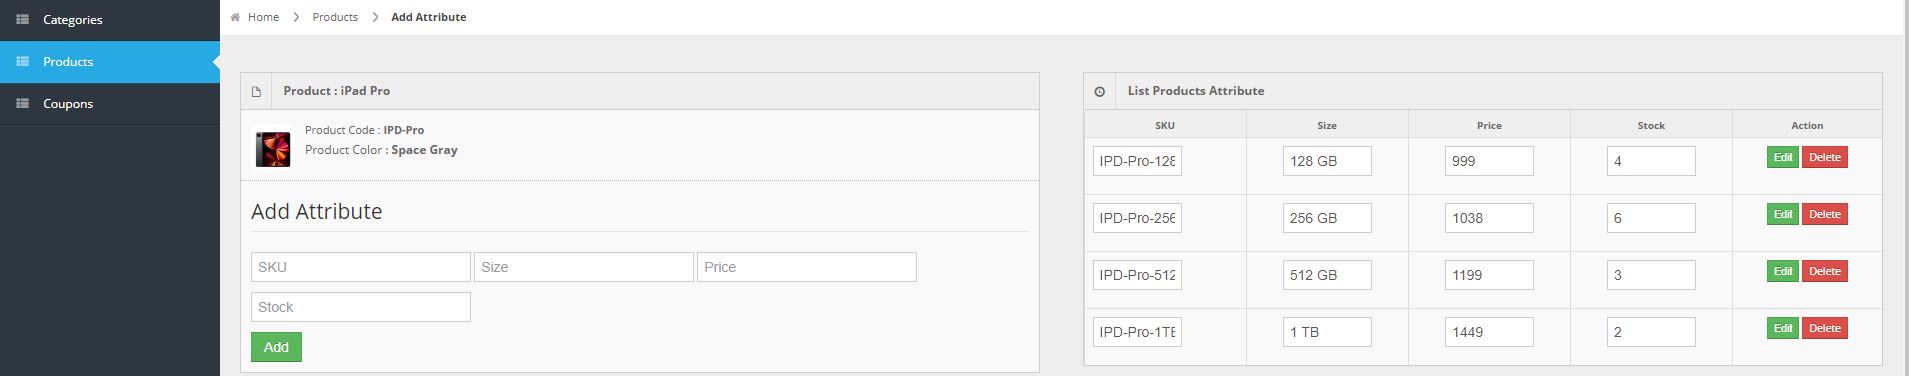 Categories
Products
Coupons
Home > Products > Add Attribute
Product : iPad Pro
Product Code : IPD-Pro
Product Color : Space Gray
Add Attribute
SKU Size Price
Stock
Add
List Products Attribute
SKU Size Price Stock Action
IPD-Pro-128 128 GB 999 4 Edit Delete
IPD-Pro-256 256 GB 1038 6 Edit Delete
IPD-Pro-512 512 GB 1199 3 Edit Delete
IPD-Pro-1TB 1 TB 1449 2 Edit Delete